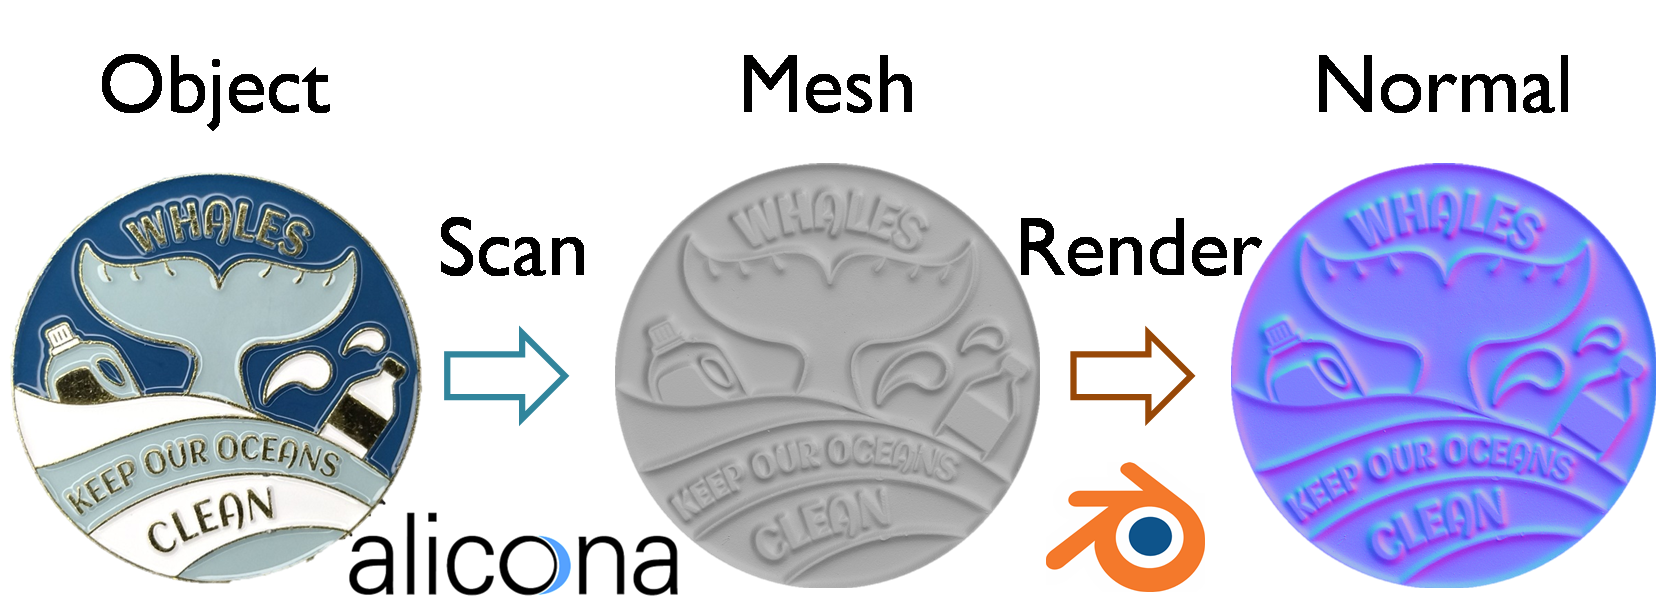 Object
Mesh
Normal
Scan
Render
WHALES
KEEP OUR OCEANS
CLEAN
WHALES
KEEP OUR OCEANS
CLEAN
WHALES
KEEP OUR OCEANS
CLEAN
alicona